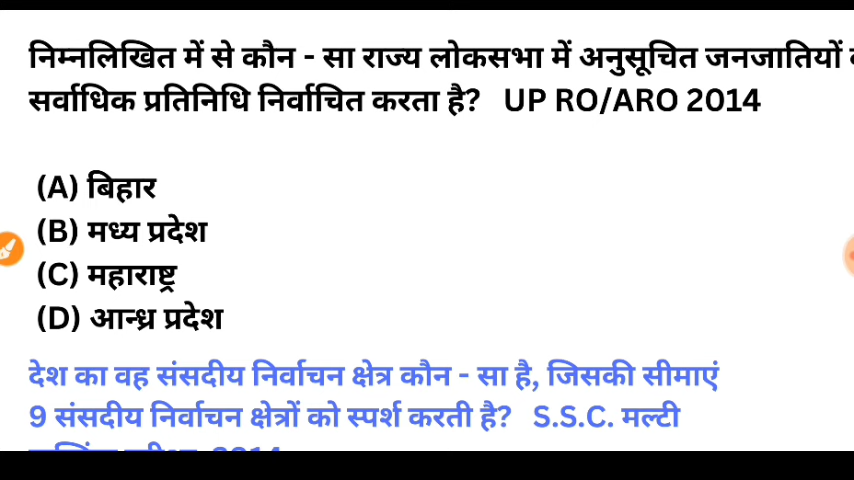 निम्नलिखित में से कौन - सा राज्य लोकसभा में अनुसूचित जनजातियों
सर्वाधिक प्रतिनिधि निर्वाचित करता है? UP RO/ARO 2014
(A) बिहार
(B) मध्य प्रदेश
(C) महाराष्ट्र
(D) आन्ध्र प्रदेश
देश का वह संसदीय निर्वाचन क्षेत्र कौन - सा है, जिसकी सीमाएं
9 संसदीय निर्वाचन क्षेत्रों को स्पर्श करती है? S.S.C. मल्टी